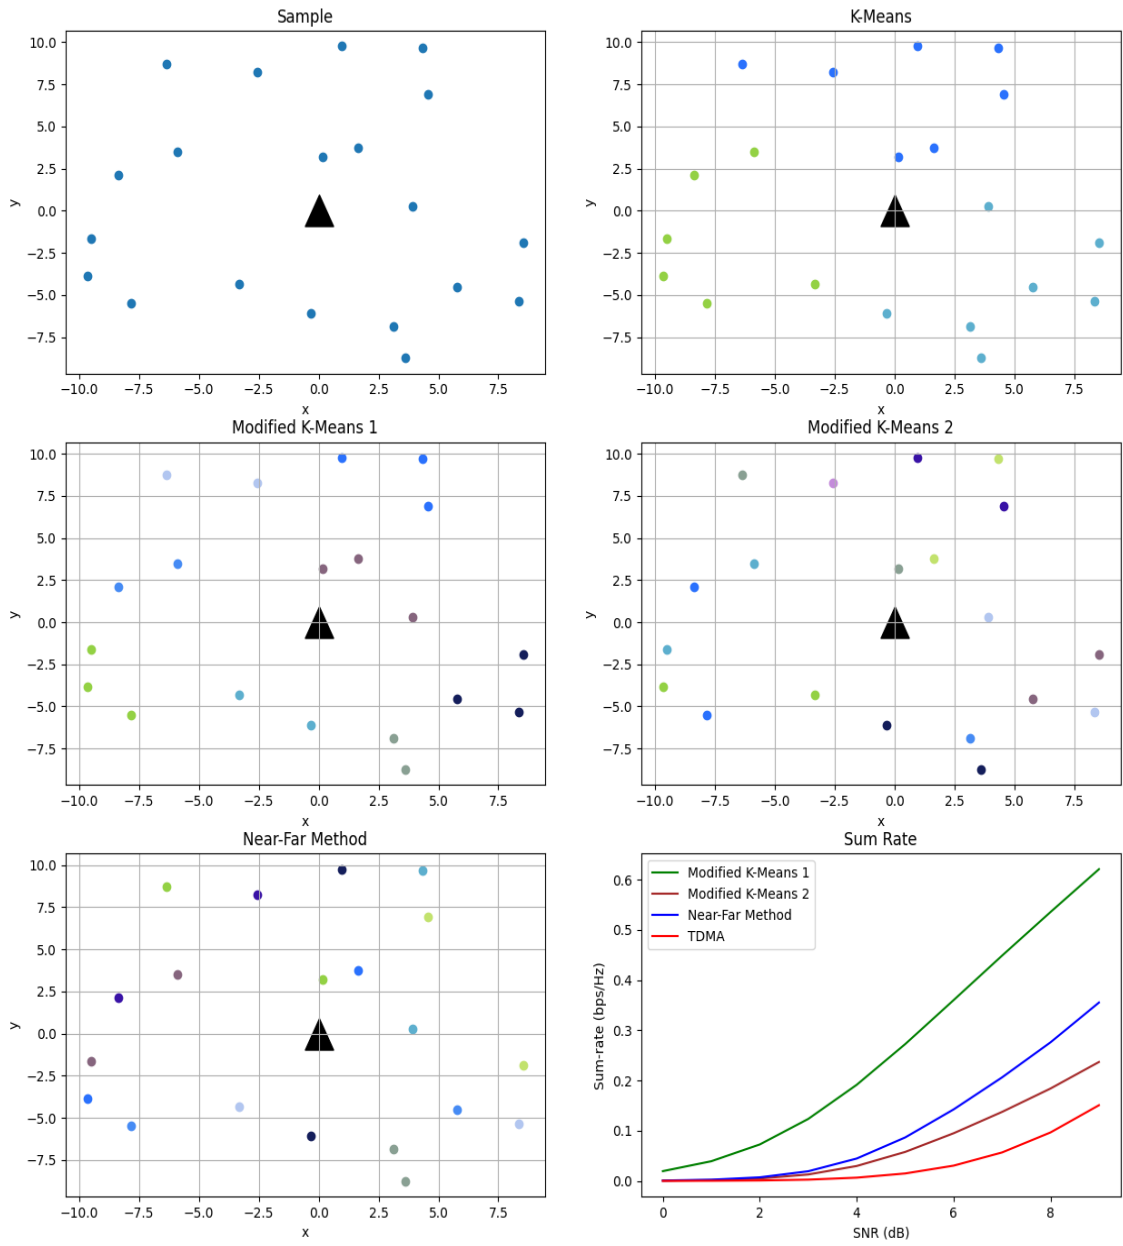 Sample
10.0
7.5
5.0
2.5
0.0
−2.5
−5.0
−7.5
y
−10.0 −7.5 −5.0 −2.5 0.0 2.5 5.0 7.5
x
K-Means
10.0
7.5
5.0
2.5
0.0
−2.5
−5.0
−7.5
y
−10.0 −7.5 −5.0 −2.5 0.0 2.5 5.0 7.5
x
Modified K-Means 1
10.0
7.5
5.0
2.5
0.0
−2.5
−5.0
−7.5
y
−10.0 −7.5 −5.0 −2.5 0.0 2.5 5.0 7.5
x
Modified K-Means 2
10.0
7.5
5.0
2.5
0.0
−2.5
−5.0
−7.5
y
−10.0 −7.5 −5.0 −2.5 0.0 2.5 5.0 7.5
x
Near-Far Method
10.0
7.5
5.0
2.5
0.0
−2.5
−5.0
−7.5
y
−10.0 −7.5 −5.0 −2.5 0.0 2.5 5.0 7.5
x
Sum Rate
Modified K-Means 1
Modified K-Means 2
Near-Far Method
TDMA
0.6
0.5
0.4
0.3
0.2
0.1
0.0
Sum-rate (bps/Hz)
0 2 4 6 8
SNR (dB)